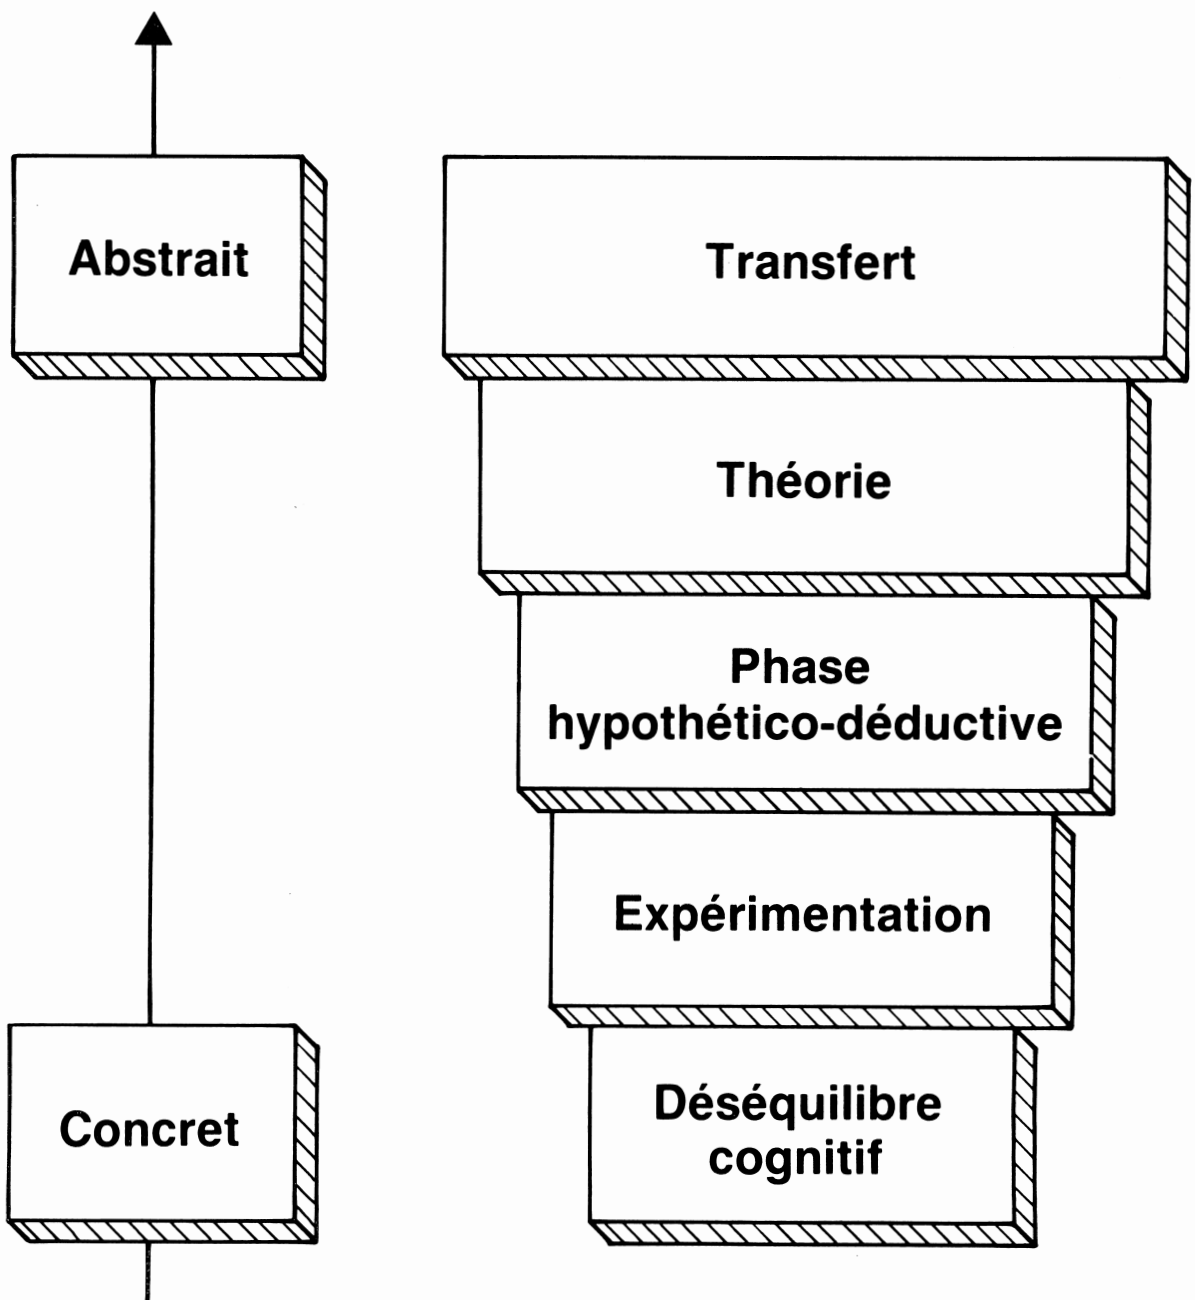 Abstrait
Transfert
Théorie
Phase
hypothético-déductive
Expérimentation
Concret
Déséquilibre
cognitif